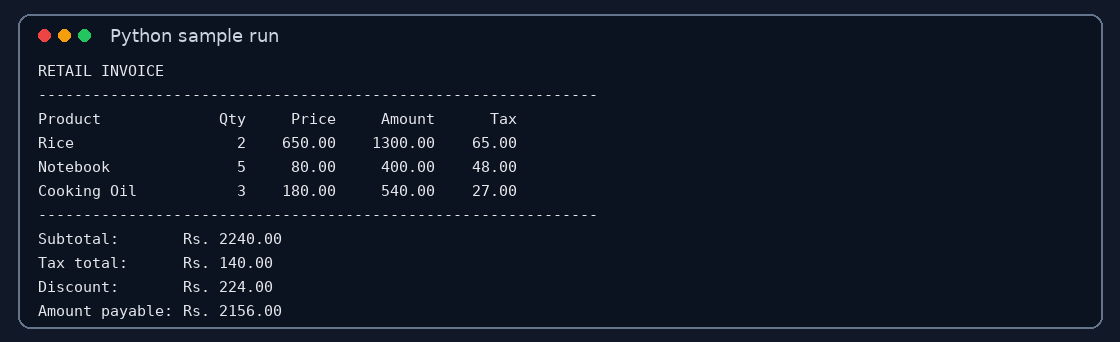 Python sample run
RETAIL INVOICE
--------------------------------------------------------------
Product             Qty     Price     Amount      Tax
Rice                  2    650.00    1300.00    65.00
Notebook              5     80.00     400.00    48.00
Cooking Oil           3    180.00     540.00    27.00
--------------------------------------------------------------
Subtotal:       Rs. 2240.00
Tax total:      Rs. 140.00
Discount:       Rs. 224.00
Amount payable: Rs. 2156.00